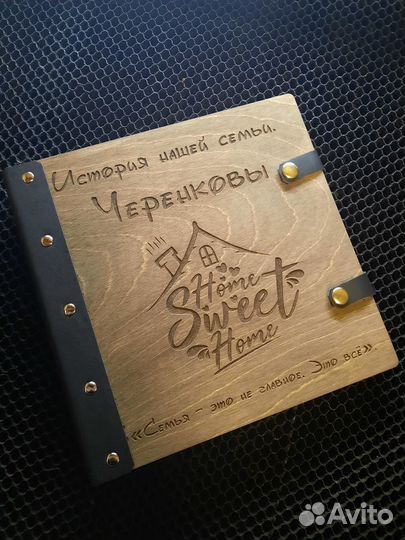 История нашей семьи.
Черенковы
Home
Sweet
Home
«Семья - это не главное. Это всё».
Avito